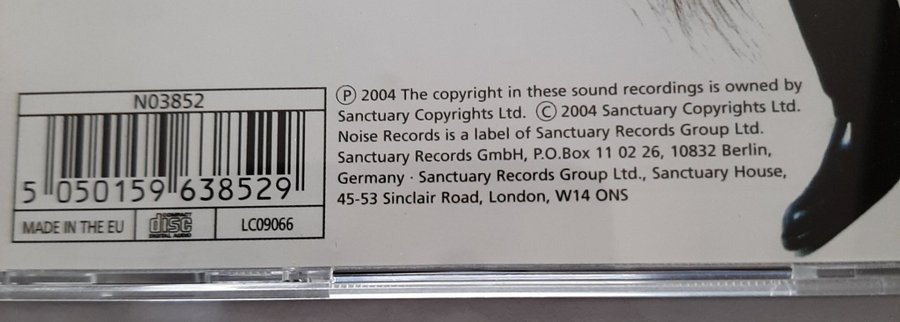 N03852
5 050159 638529
MADE IN THE EU
COMPACT
disc
DIGITAL AUDIO
LC09066
Ⓟ 2004 The copyright in these sound recordings is owned by
Sanctuary Copyrights Ltd. Ⓒ 2004 Sanctuary Copyrights Ltd.
Noise Records is a label of Sanctuary Records Group Ltd.
Sanctuary Records GmbH, P.O.Box 11 02 26, 10832 Berlin,
Germany · Sanctuary Records Group Ltd., Sanctuary House,
45-53 Sinclair Road, London, W14 ONS